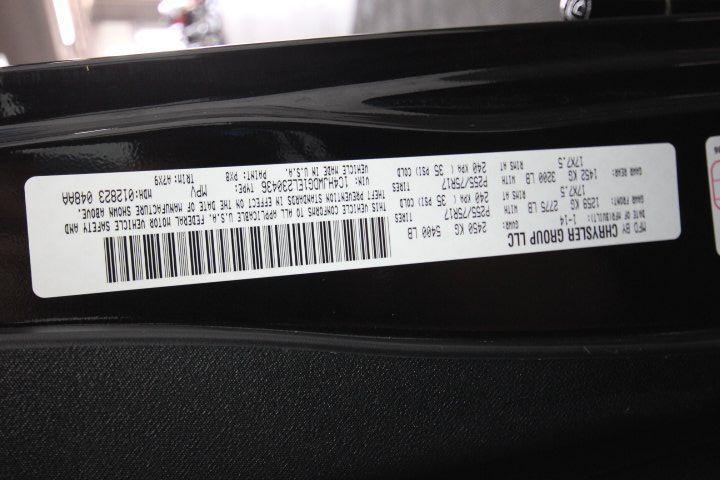 MFD BY CHRYSLER GROUP LLC
DATE OF MFR(MULTI): 1-14 GVWR: 2450 KG 5400 LB
GAWR FRONT: 1259 KG 2775 LB WITH P255/75R17 TIRES
17X7.5 RIMS AT 240 KPA ( 35 PSI) COLD
GAWR REAR: 1452 KG 3200 LB WITH P255/75R17 TIRES
17X7.5 RIMS AT 240 KPA ( 35 PSI) COLD
THIS VEHICLE CONFORMS TO ALL APPLICABLE U.S.A. FEDERAL MOTOR VEHICLE SAFETY AND
THEFT PREVENTION STANDARDS IN EFFECT ON THE DATE OF MANUFACTURE SHOWN ABOVE.
VIN: 1C4HJWDG1EL230436 TYPE: MPV MDH:012823 048AA
VEHICLE MADE IN U.S.A. PAINT: PX8 TRIM: A7X9